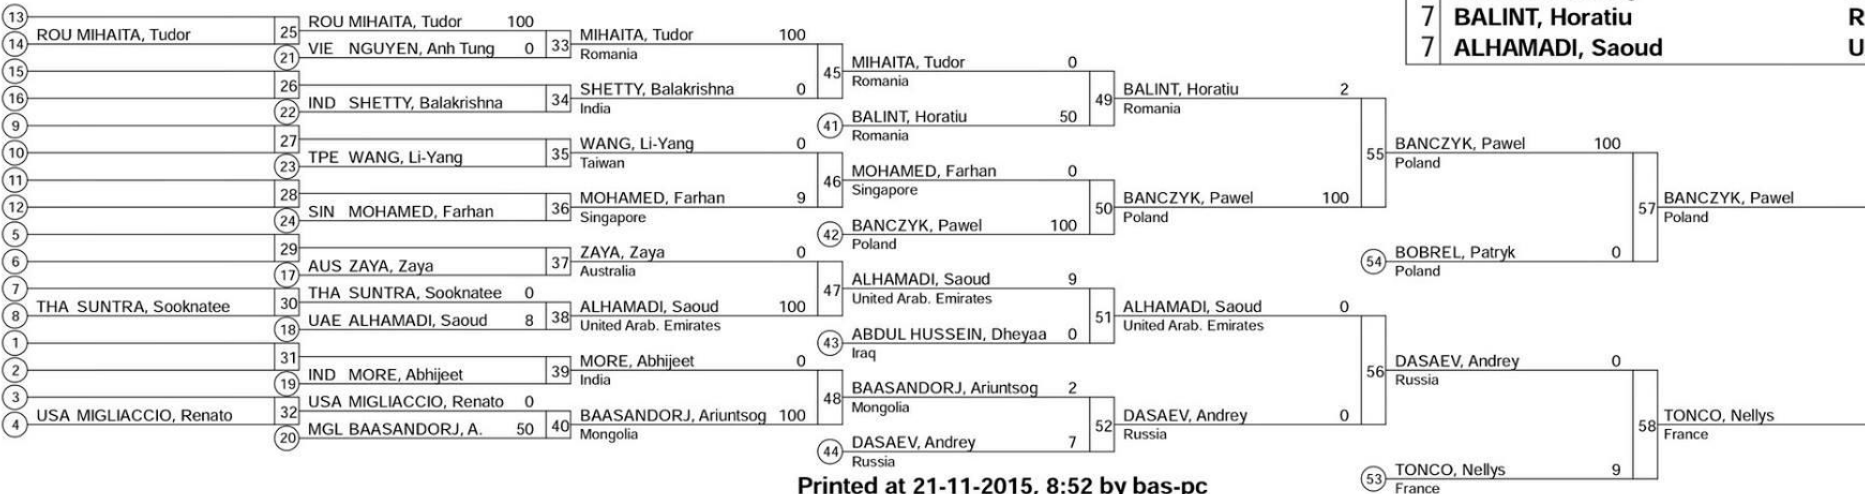 7 BALINT, Horatiu R
7 ALHAMADI, Saoud U
13
14 ROU MIHAITA, Tudor
15
16
9
10
11
12
5
6
7
8 THA SUNTRA, Sooknatee
1
2
3
4 USA MIGLIACCIO, Renato
25 ROU MIHAITA, Tudor 100
21 VIE NGUYEN, Anh Tung 0
26
22 IND SHETTY, Balakrishna
27
23 TPE WANG, Li-Yang
28
24 SIN MOHAMED, Farhan
29
17 AUS ZAYA, Zaya
30 THA SUNTRA, Sooknatee 0
18 UAE ALHAMADI, Saoud 8
31
19 IND MORE, Abhijeet
32 USA MIGLIACCIO, Renato 0
20 MGL BAASANDORJ, A. 50
33 MIHAITA, Tudor 100
Romania
34 SHETTY, Balakrishna 0
India
35 WANG, Li-Yang 0
Taiwan
36 MOHAMED, Farhan 9
Singapore
37 ZAYA, Zaya 0
Australia
38 ALHAMADI, Saoud 100
United Arab. Emirates
39 MORE, Abhijeet 0
India
40 BAASANDORJ, Ariuntsog 100
Mongolia
45 MIHAITA, Tudor 0
Romania
41 BALINT, Horatiu 50
Romania
46 MOHAMED, Farhan 0
Singapore
42 BANCZYK, Pawel 100
Poland
47 ALHAMADI, Saoud 9
United Arab. Emirates
43 ABDUL HUSSEIN, Dheyaa 0
Iraq
48 BAASANDORJ, Ariuntsog 2
Mongolia
44 DASAEV, Andrey 7
Russia
49 BALINT, Horatiu 2
Romania
50 BANCZYK, Pawel 100
Poland
51 ALHAMADI, Saoud 0
United Arab. Emirates
52 DASAEV, Andrey 0
Russia
55 BANCZYK, Pawel 100
Poland
54 BOBREL, Patryk 0
Poland
56 DASAEV, Andrey 0
Russia
53 TONCO, Nellys 9
France
57 BANCZYK, Pawel
Poland
58 TONCO, Nellys
France
Printed at 21-11-2015, 8:52 by bas-pc